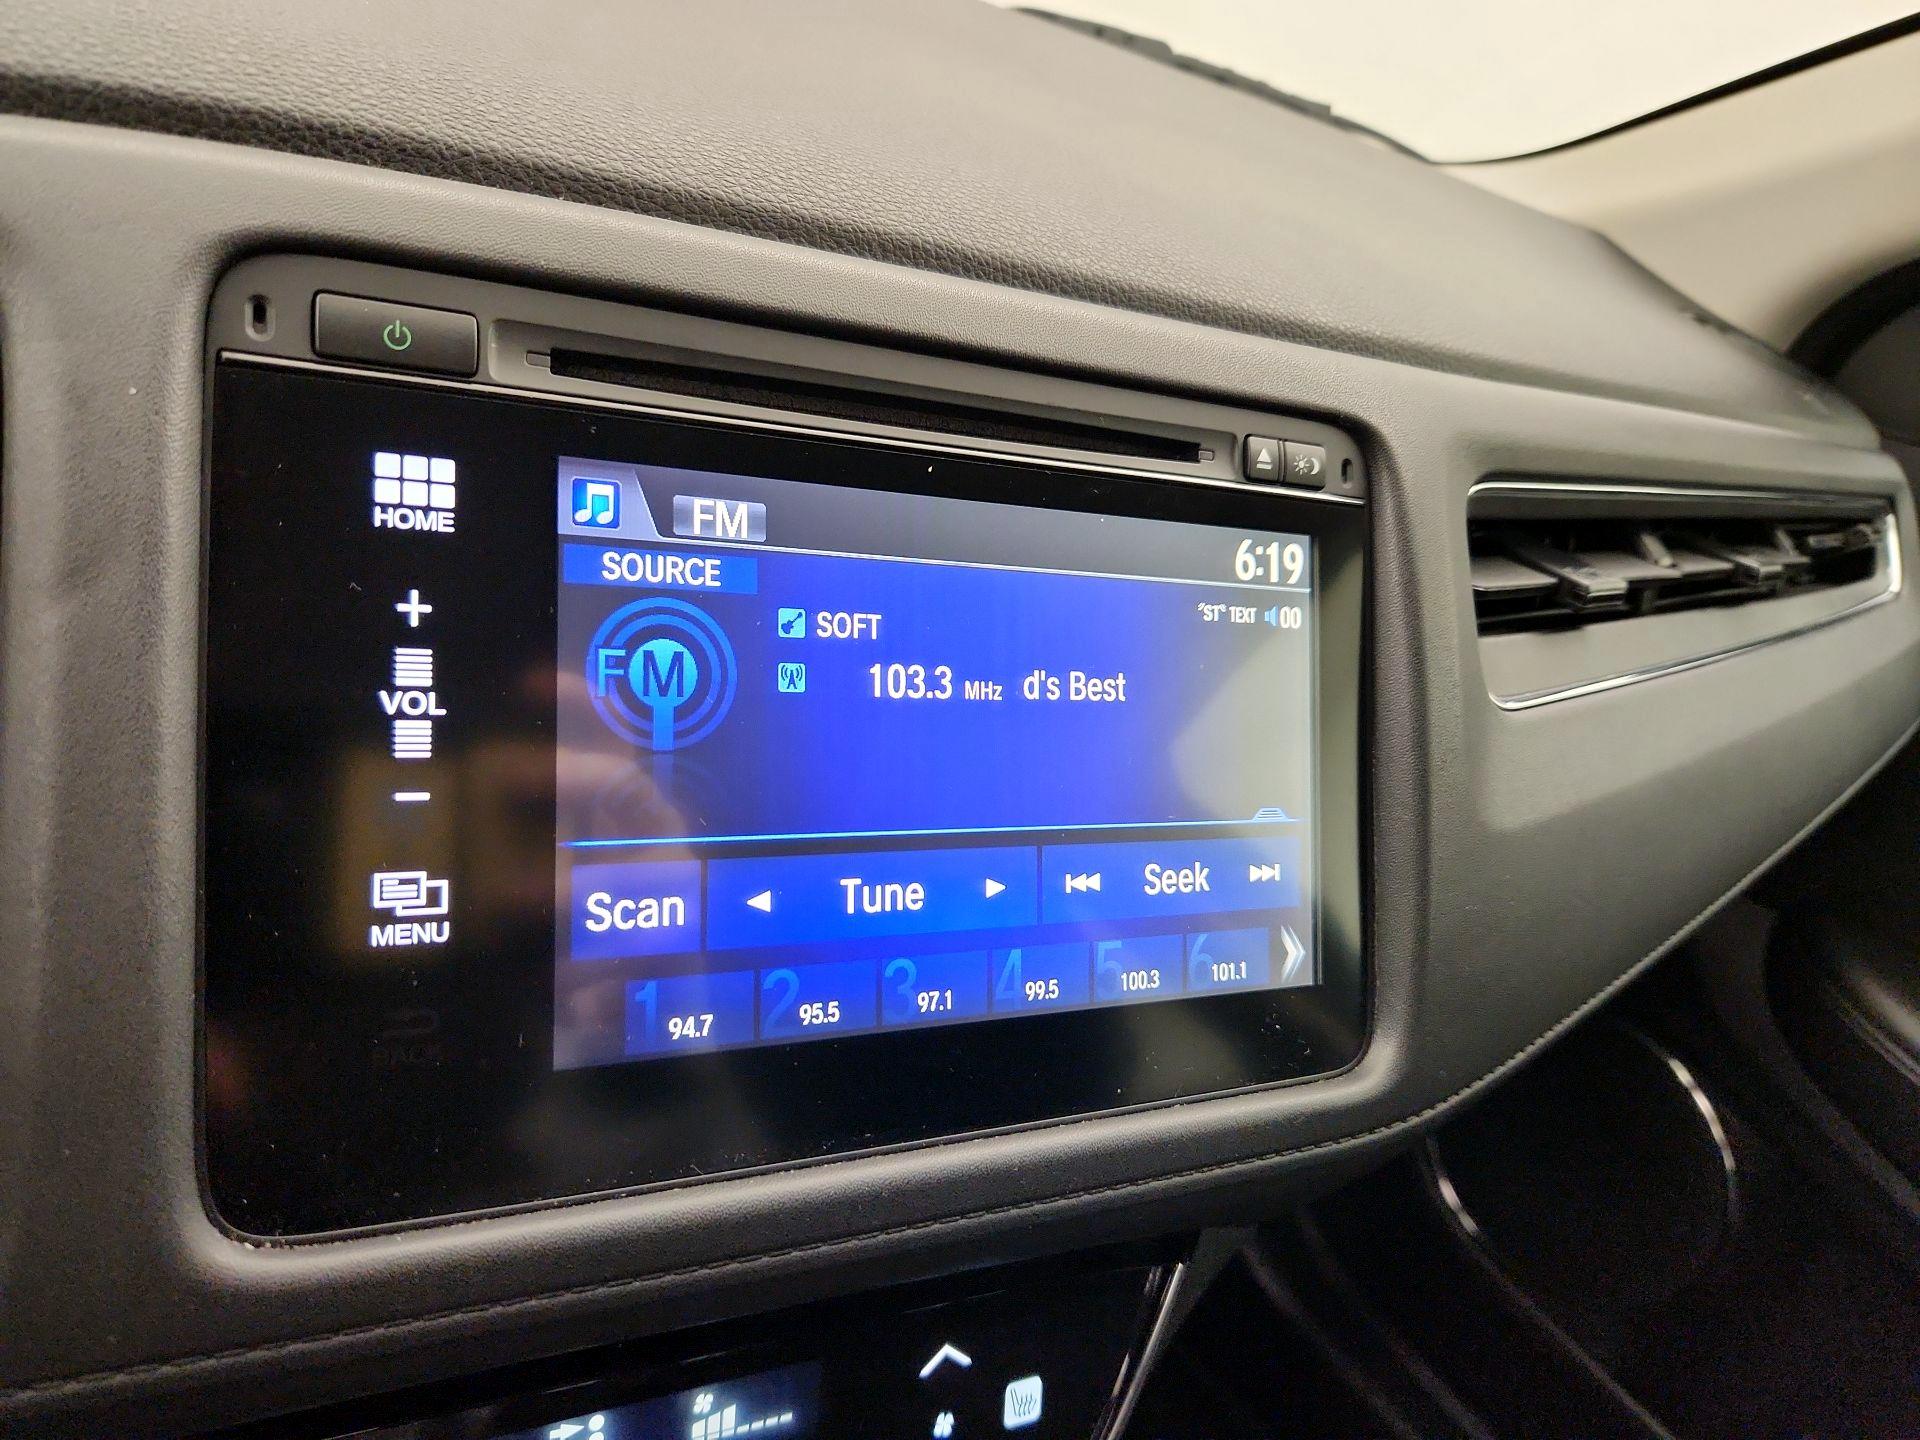 FM
6:19
SOURCE
FM
SOFT
"ST" TEXT 00
103.3 MHz d's Best
HOME
+
VOL
−
MENU
BACK
Scan
Tune
Seek
1 94.7
2 95.5
3 97.1
4 99.5
5 100.3
6 101.1